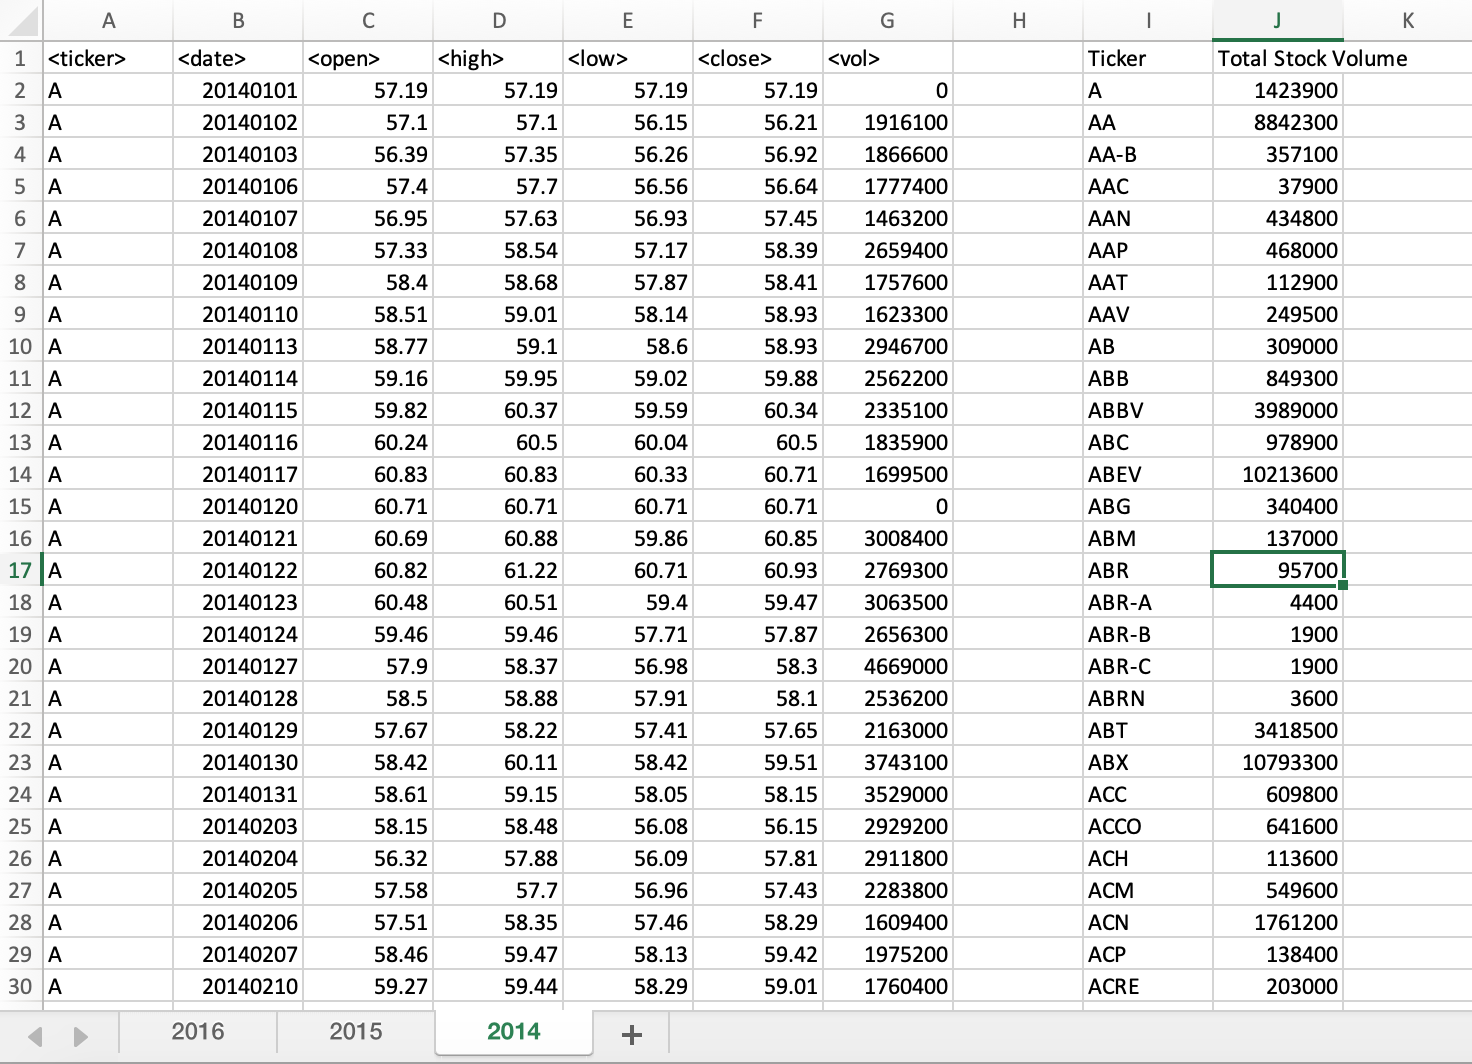 A B C D E F G H I J K
1 <ticker> <date> <open> <high> <low> <close> <vol> Ticker Total Stock Volume
2 A 20140101 57.19 57.19 57.19 57.19 0 A 1423900
3 A 20140102 57.1 57.1 56.15 56.21 1916100 AA 8842300
4 A 20140103 56.39 57.35 56.26 56.92 1866600 AA-B 357100
5 A 20140106 57.4 57.7 56.56 56.64 1777400 AAC 37900
6 A 20140107 56.95 57.63 56.93 57.45 1463200 AAN 434800
7 A 20140108 57.33 58.54 57.17 58.39 2659400 AAP 468000
8 A 20140109 58.4 58.68 57.87 58.41 1757600 AAT 112900
9 A 20140110 58.51 59.01 58.14 58.93 1623300 AAV 249500
10 A 20140113 58.77 59.1 58.6 58.93 2946700 AB 309000
11 A 20140114 59.16 59.95 59.02 59.88 2562200 ABB 849300
12 A 20140115 59.82 60.37 59.59 60.34 2335100 ABBV 3989000
13 A 20140116 60.24 60.5 60.04 60.5 1835900 ABC 978900
14 A 20140117 60.83 60.83 60.33 60.71 1699500 ABEV 10213600
15 A 20140120 60.71 60.71 60.71 60.71 0 ABG 340400
16 A 20140121 60.69 60.88 59.86 60.85 3008400 ABM 137000
17 A 20140122 60.82 61.22 60.71 60.93 2769300 ABR 95700
18 A 20140123 60.48 60.51 59.4 59.47 3063500 ABR-A 4400
19 A 20140124 59.46 59.46 57.71 57.87 2656300 ABR-B 1900
20 A 20140127 57.9 58.37 56.98 58.3 4669000 ABR-C 1900
21 A 20140128 58.5 58.88 57.91 58.1 2536200 ABRN 3600
22 A 20140129 57.67 58.22 57.41 57.65 2163000 ABT 3418500
23 A 20140130 58.42 60.11 58.42 59.51 3743100 ABX 10793300
24 A 20140131 58.61 59.15 58.05 58.15 3529000 ACC 609800
25 A 20140203 58.15 58.48 56.08 56.15 2929200 ACCO 641600
26 A 20140204 56.32 57.88 56.09 57.81 2911800 ACH 113600
27 A 20140205 57.58 57.7 56.96 57.43 2283800 ACM 549600
28 A 20140206 57.51 58.35 57.46 58.29 1609400 ACN 1761200
29 A 20140207 58.46 59.47 58.13 59.42 1975200 ACP 138400
30 A 20140210 59.27 59.44 58.29 59.01 1760400 ACRE 203000
2016 2015 2014 +